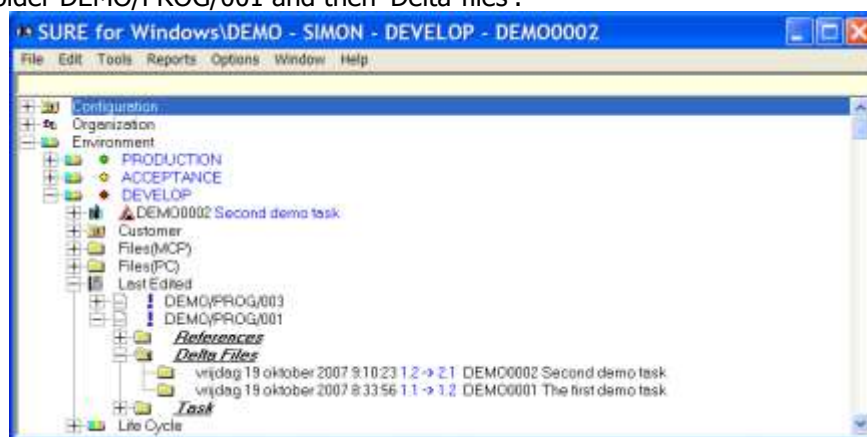 older DEMO/PROG/001 and then 'Delta files'.
SURE for Windows\DEMO - SIMON - DEVELOP - DEMO0002
File Edit Tools Reports Options Window Help
Configuration
Organization
Environment
PRODUCTION
ACCEPTANCE
DEVELOP
DEMO0002 Second demo task
Customer
Files(MCP)
Files(PC)
Last Edited
DEMO/PROG/003
DEMO/PROG/001
References
Delta Files
vrijdag 19 oktober 2007 9:10:23 1.2 -> 2.1 DEMO0002 Second demo task
vrijdag 19 oktober 2007 8:33:56 1.1 -> 1.2 DEMO0001 The first demo task
Task
Life Cycle